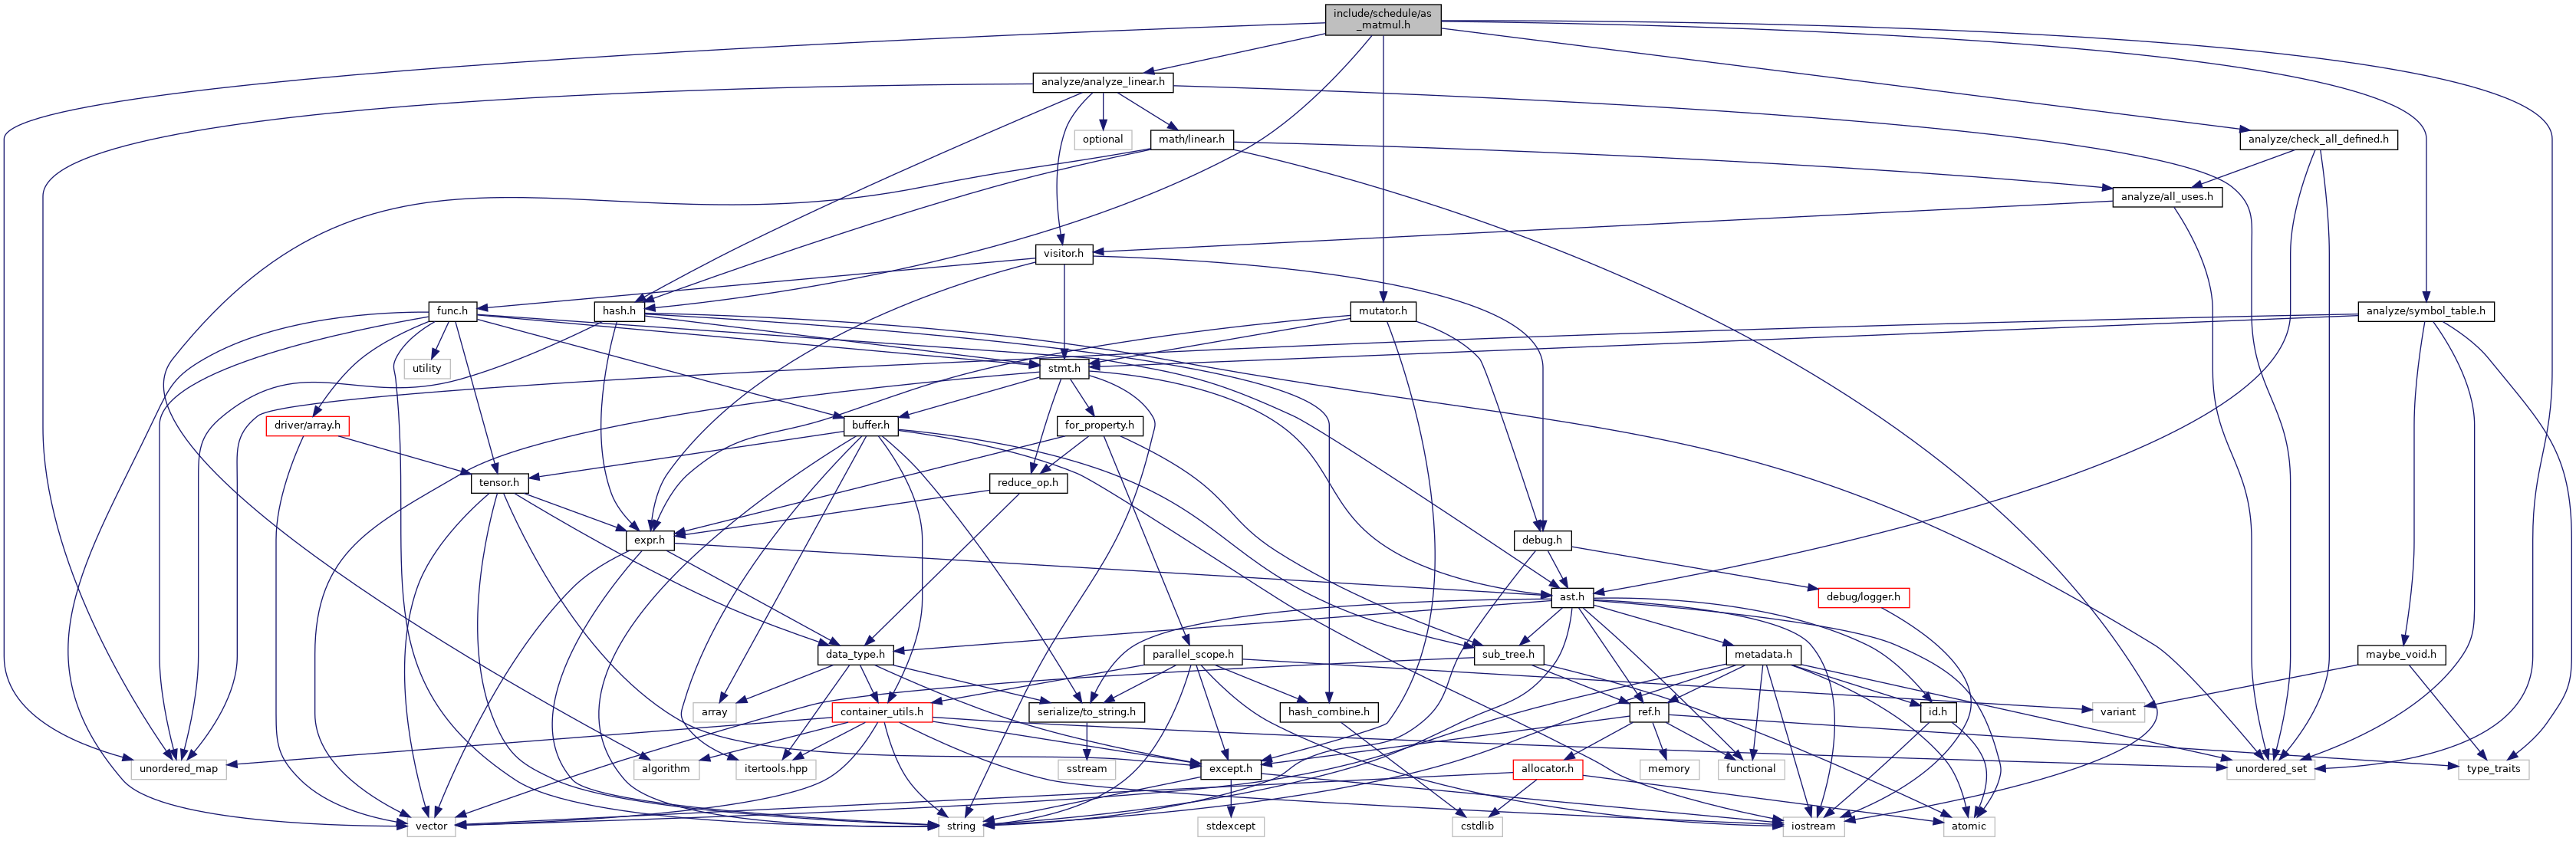 include/schedule/as
_matmul.h
analyze/analyze_linear.h
optional
math/linear.h
analyze/check_all_defined.h
analyze/all_uses.h
visitor.h
func.h
hash.h
mutator.h
analyze/symbol_table.h
utility
stmt.h
driver/array.h
buffer.h
for_property.h
tensor.h
reduce_op.h
expr.h
debug.h
ast.h
debug/logger.h
data_type.h
parallel_scope.h
sub_tree.h
metadata.h
maybe_void.h
array
container_utils.h
serialize/to_string.h
hash_combine.h
ref.h
id.h
variant
unordered_map
algorithm
itertools.hpp
sstream
except.h
allocator.h
memory
functional
unordered_set
type_traits
vector
string
stdexcept
cstdlib
iostream
atomic